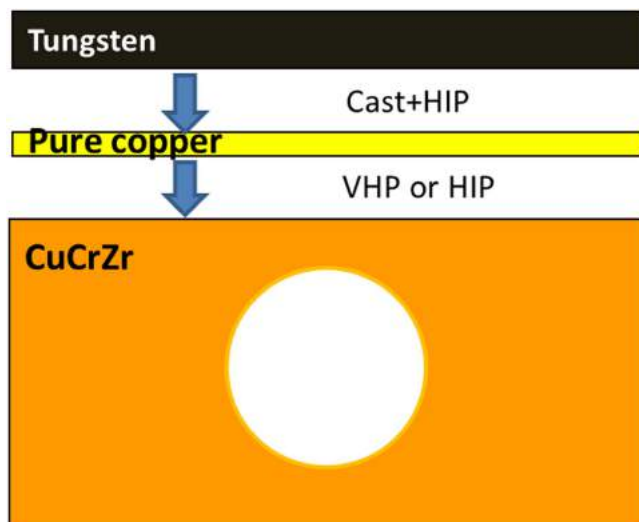 Tungsten
Cast+HIP
Pure copper
VHP or HIP
CuCrZr